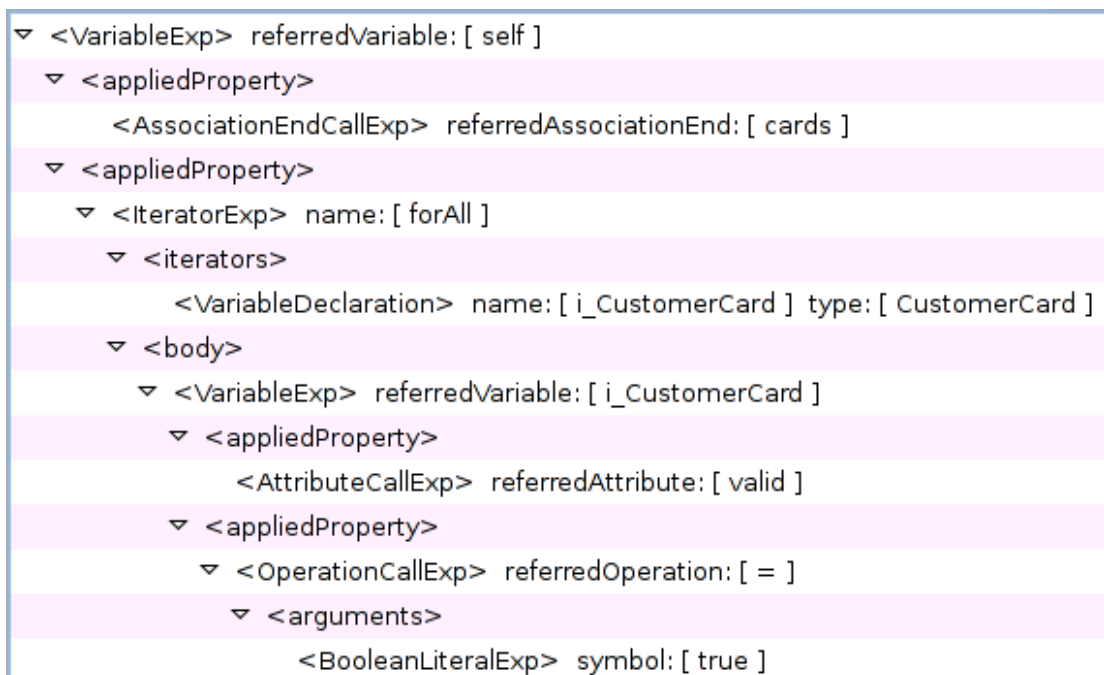 <VariableExp> referredVariable: [ self ]
<appliedProperty>
<AssociationEndCallExp> referredAssociationEnd: [ cards ]
<appliedProperty>
<IteratorExp> name: [ forAll ]
<iterators>
<VariableDeclaration> name: [ i_CustomerCard ] type: [ CustomerCard ]
<body>
<VariableExp> referredVariable: [ i_CustomerCard ]
<appliedProperty>
<AttributeCallExp> referredAttribute: [ valid ]
<appliedProperty>
<OperationCallExp> referredOperation: [ = ]
<arguments>
<BooleanLiteralExp> symbol: [ true ]